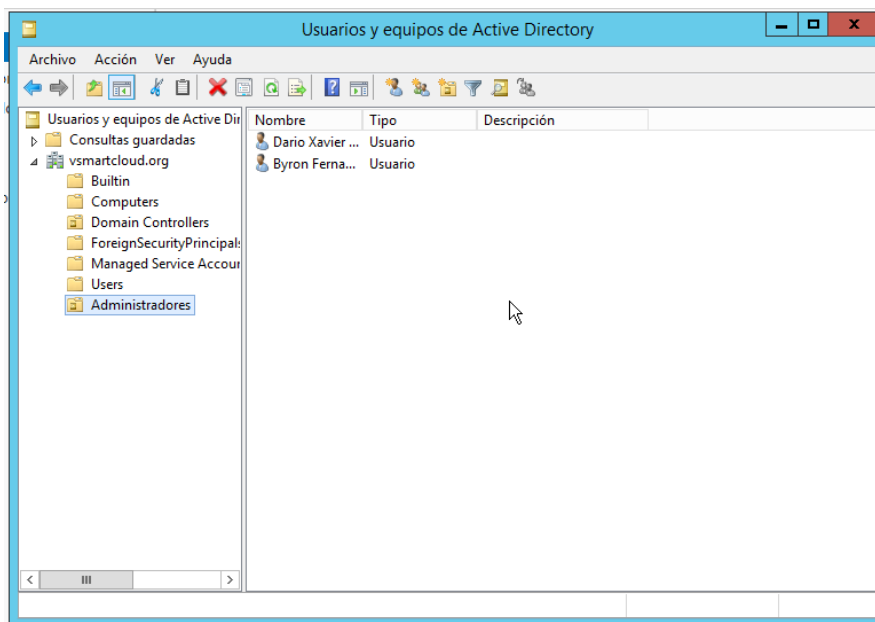 Usuarios y equipos de Active Directory
Archivo Acción Ver Ayuda
Usuarios y equipos de Active Dir
Consultas guardadas
vsmartcloud.org
Builtin
Computers
Domain Controllers
ForeignSecurityPrincipals
Managed Service Accour
Users
Administradores
Nombre Tipo Descripción
Dario Xavier ... Usuario
Byron Ferna... Usuario